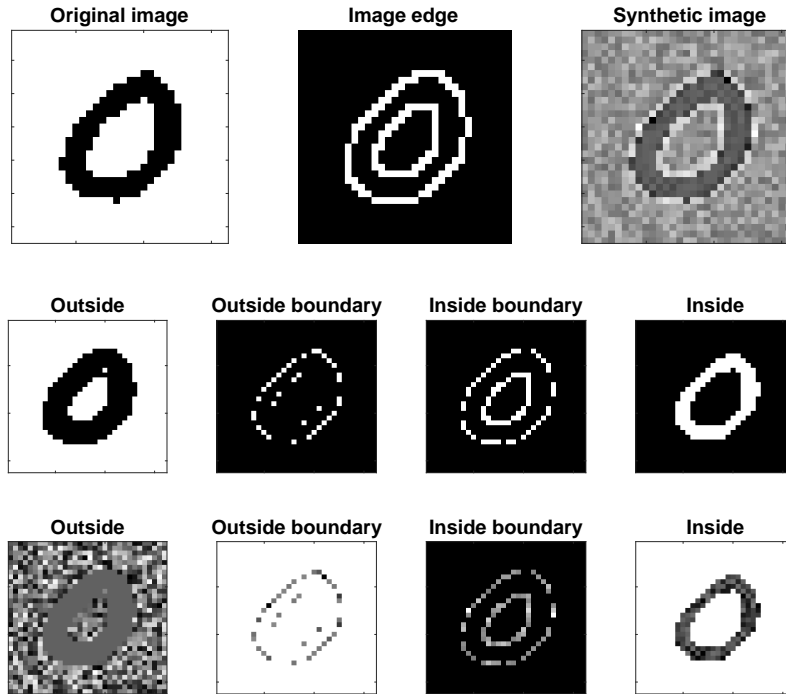 Original image
Image edge
Synthetic image
Outside
Outside boundary
Inside boundary
Inside
Outside
Outside boundary
Inside boundary
Inside